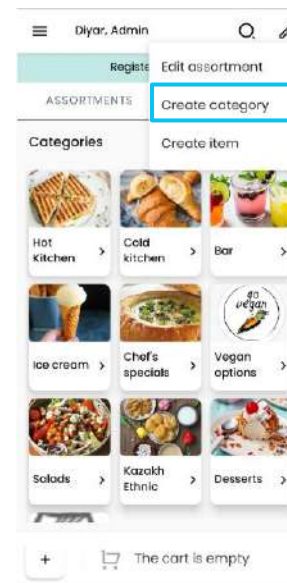 Diyar, Admin
Registe
Edit assortment
ASSORTMENTS
Create category
Categories
Create item
Hot
Kitchen
Cold
kitchen
Bar
go
vegan
Ice cream
Chef's
specials
Vegan
options
Salads
Kazakh
Ethnic
Desserts
+
The cart is empty